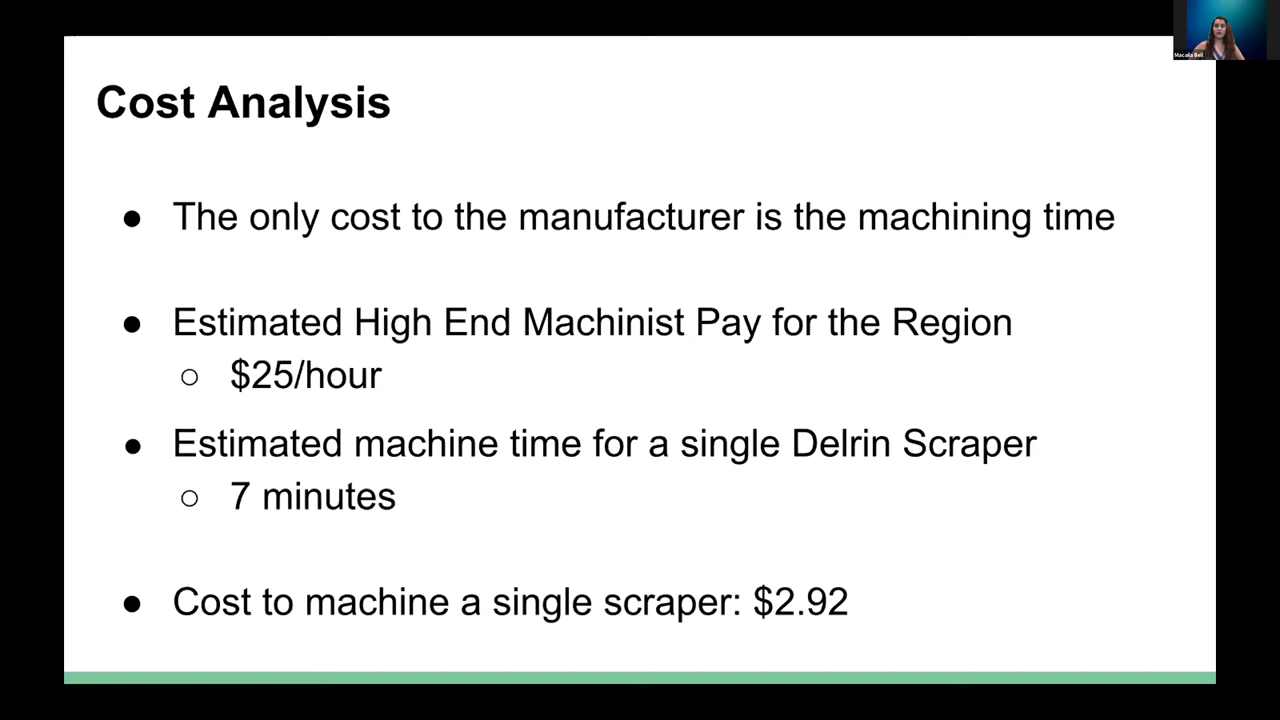 Macaila Bell
Cost Analysis
● The only cost to the manufacturer is the machining time
● Estimated High End Machinist Pay for the Region
○ $25/hour
● Estimated machine time for a single Delrin Scraper
○ 7 minutes
● Cost to machine a single scraper: $2.92